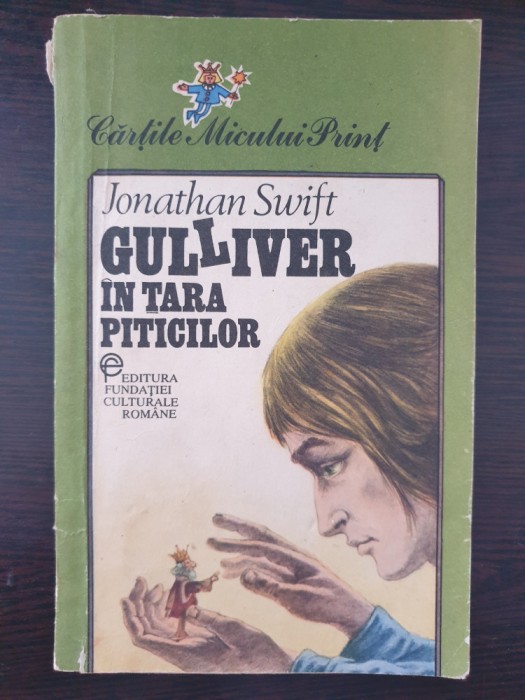 Cărțile Micului Prinț
Jonathan Swift
GULLIVER
ÎN ȚARA
PITICILOR
EDITURA
FUNDAȚIEI
CULTURALE
ROMÂNE